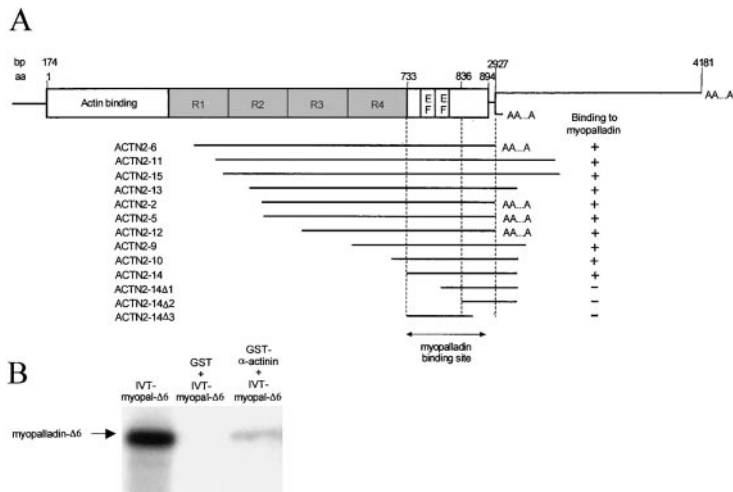 A
bp 174 2927 4181
aa 1 733 836 894
Actin binding R1 R2 R3 R4 EF EF AA...A
AA...A
Binding to
myopalladin
ACTN2-6 AA...A +
ACTN2-11 +
ACTN2-15 +
ACTN2-13 +
ACTN2-2 AA...A +
ACTN2-5 AA...A +
ACTN2-12 AA...A +
ACTN2-9 +
ACTN2-10 +
ACTN2-14 +
ACTN2-14Δ1 –
ACTN2-14Δ2 –
ACTN2-14Δ3 –
myopalladin
binding site
B
IVT-
myopal-Δ6
GST
+
IVT-
myopal-Δ6
GST-
α-actinin
+ IVT-
myopal-Δ6
myopalladin-Δ6